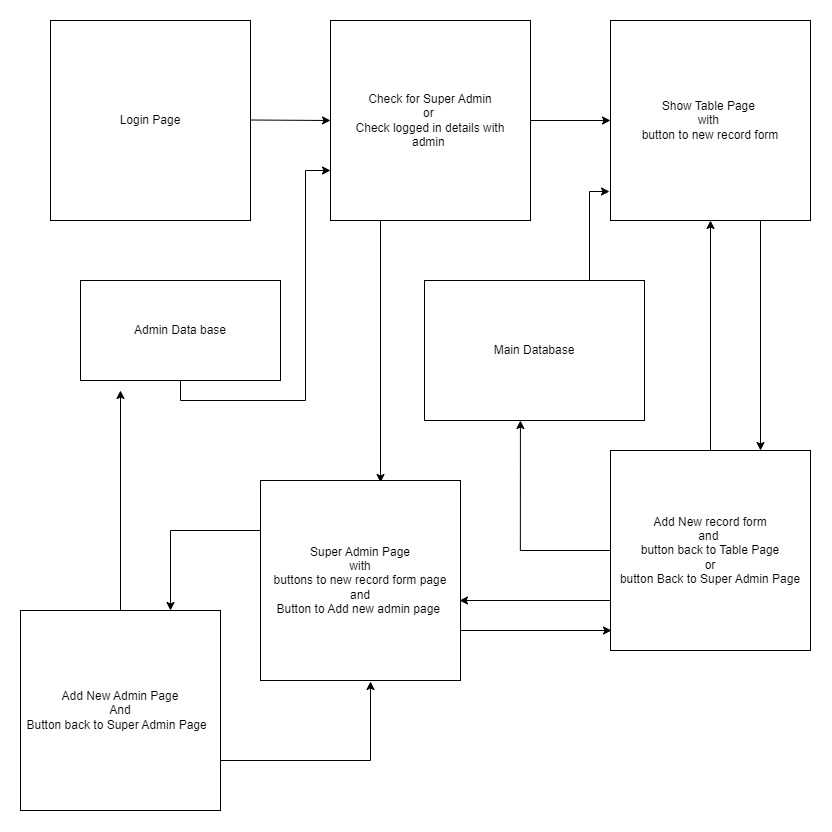 Login Page
Check for Super Admin
or
Check logged in details with
admin
Show Table Page
with
button to new record form
Admin Data base
Main Database
Super Admin Page
with
buttons to new record form page
and
Button to Add new admin page
Add New record form
and
button back to Table Page
or
button Back to Super Admin Page
Add New Admin Page
And
Button back to Super Admin Page